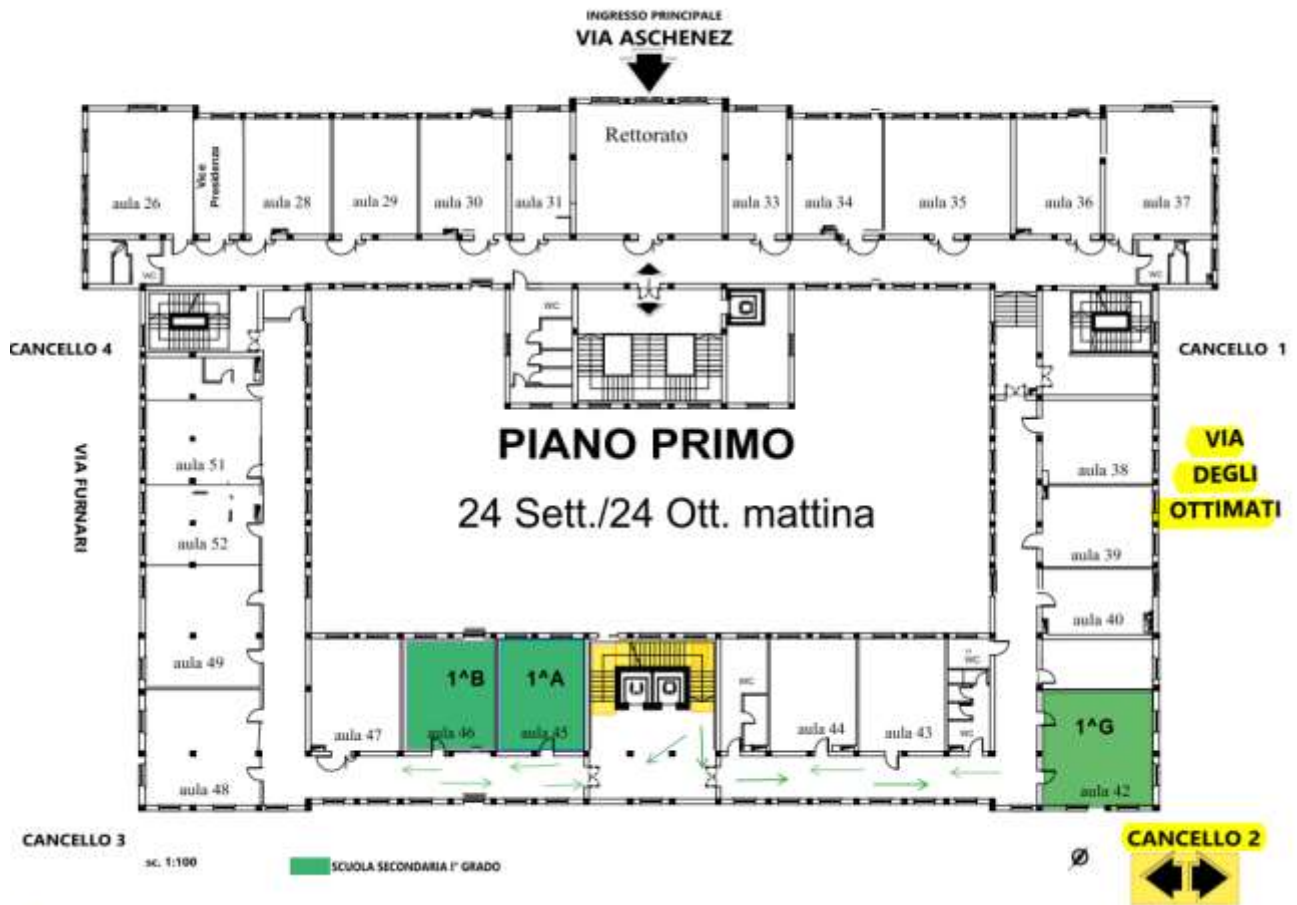 INGRESSO PRINCIPALE
VIA ASCHENEZ
Rettorato
Vice
Presidenza
aula 26
aula 28
aula 29
aula 30
aula 31
aula 33
aula 34
aula 35
aula 36
aula 37
WC
WC
WC
CANCELLO 4
CANCELLO 1
PIANO PRIMO
24 Sett./24 Ott. mattina
VIA FURNARI
VIA
DEGLI
OTTIMATI
aula 51
aula 52
aula 49
aula 48
aula 38
aula 39
aula 40
aula 47
1^B
aula 46
1^A
aula 45
WC
aula 44
aula 43
WC
WC
1^G
aula 42
CANCELLO 3
CANCELLO 2
sc. 1:100
SCUOLA SECONDARIA I° GRADO